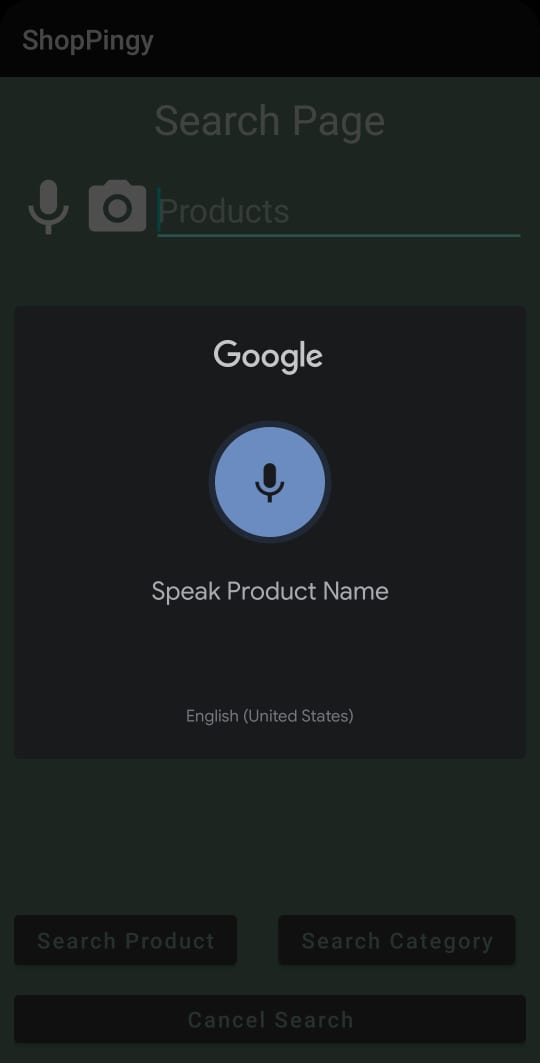 ShopPingy
Search Page
Products
Google
Speak Product Name
English (United States)
Search Product
Search Category
Cancel Search